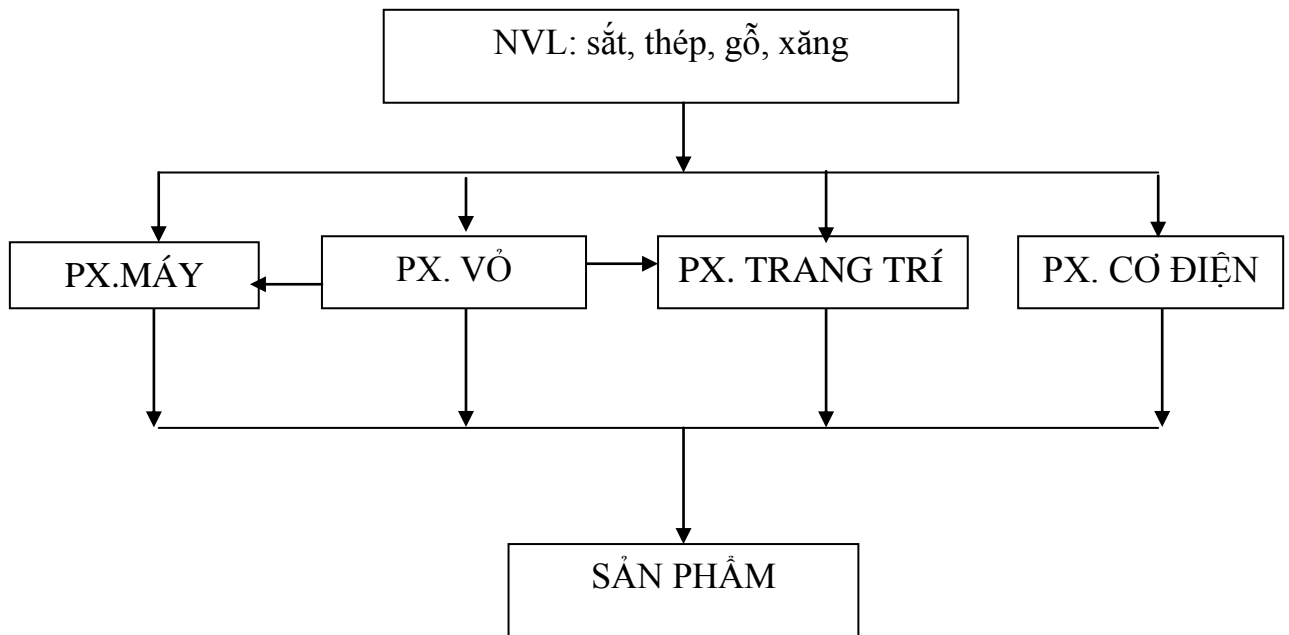 NVL: sắt, thép, gỗ, xăng
PX.MÁY
PX. VỎ
PX. TRANG TRÍ
PX. CƠ ĐIỆN
SẢN PHẨM